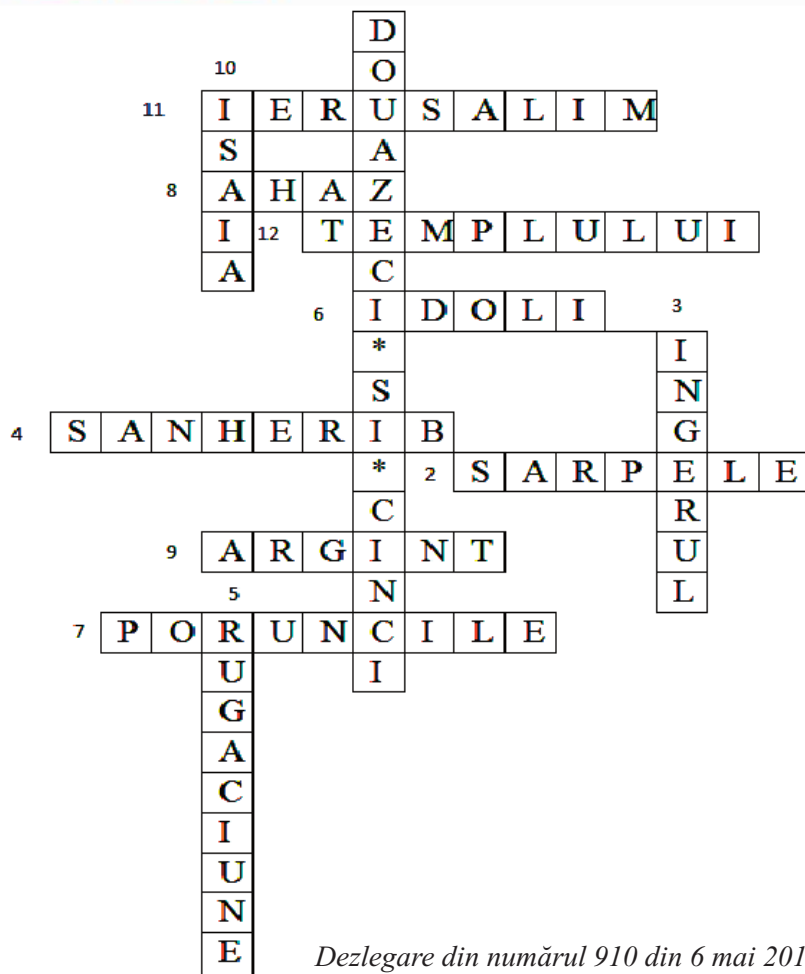 D
10 O
11 I E R U S A L I M
S A
8 A H A Z
I 12 T E M P L U L U I
A C
6 I D O L I 3
* I
S N
4 S A N H E R I B G
* 2 S A R P E L E
C R
9 A R G I N T U
5 N L
7 P O R U N C I L E
U I
G
A
C
I
U
N
E
Dezlegare din numărul 910 din 6 mai 201